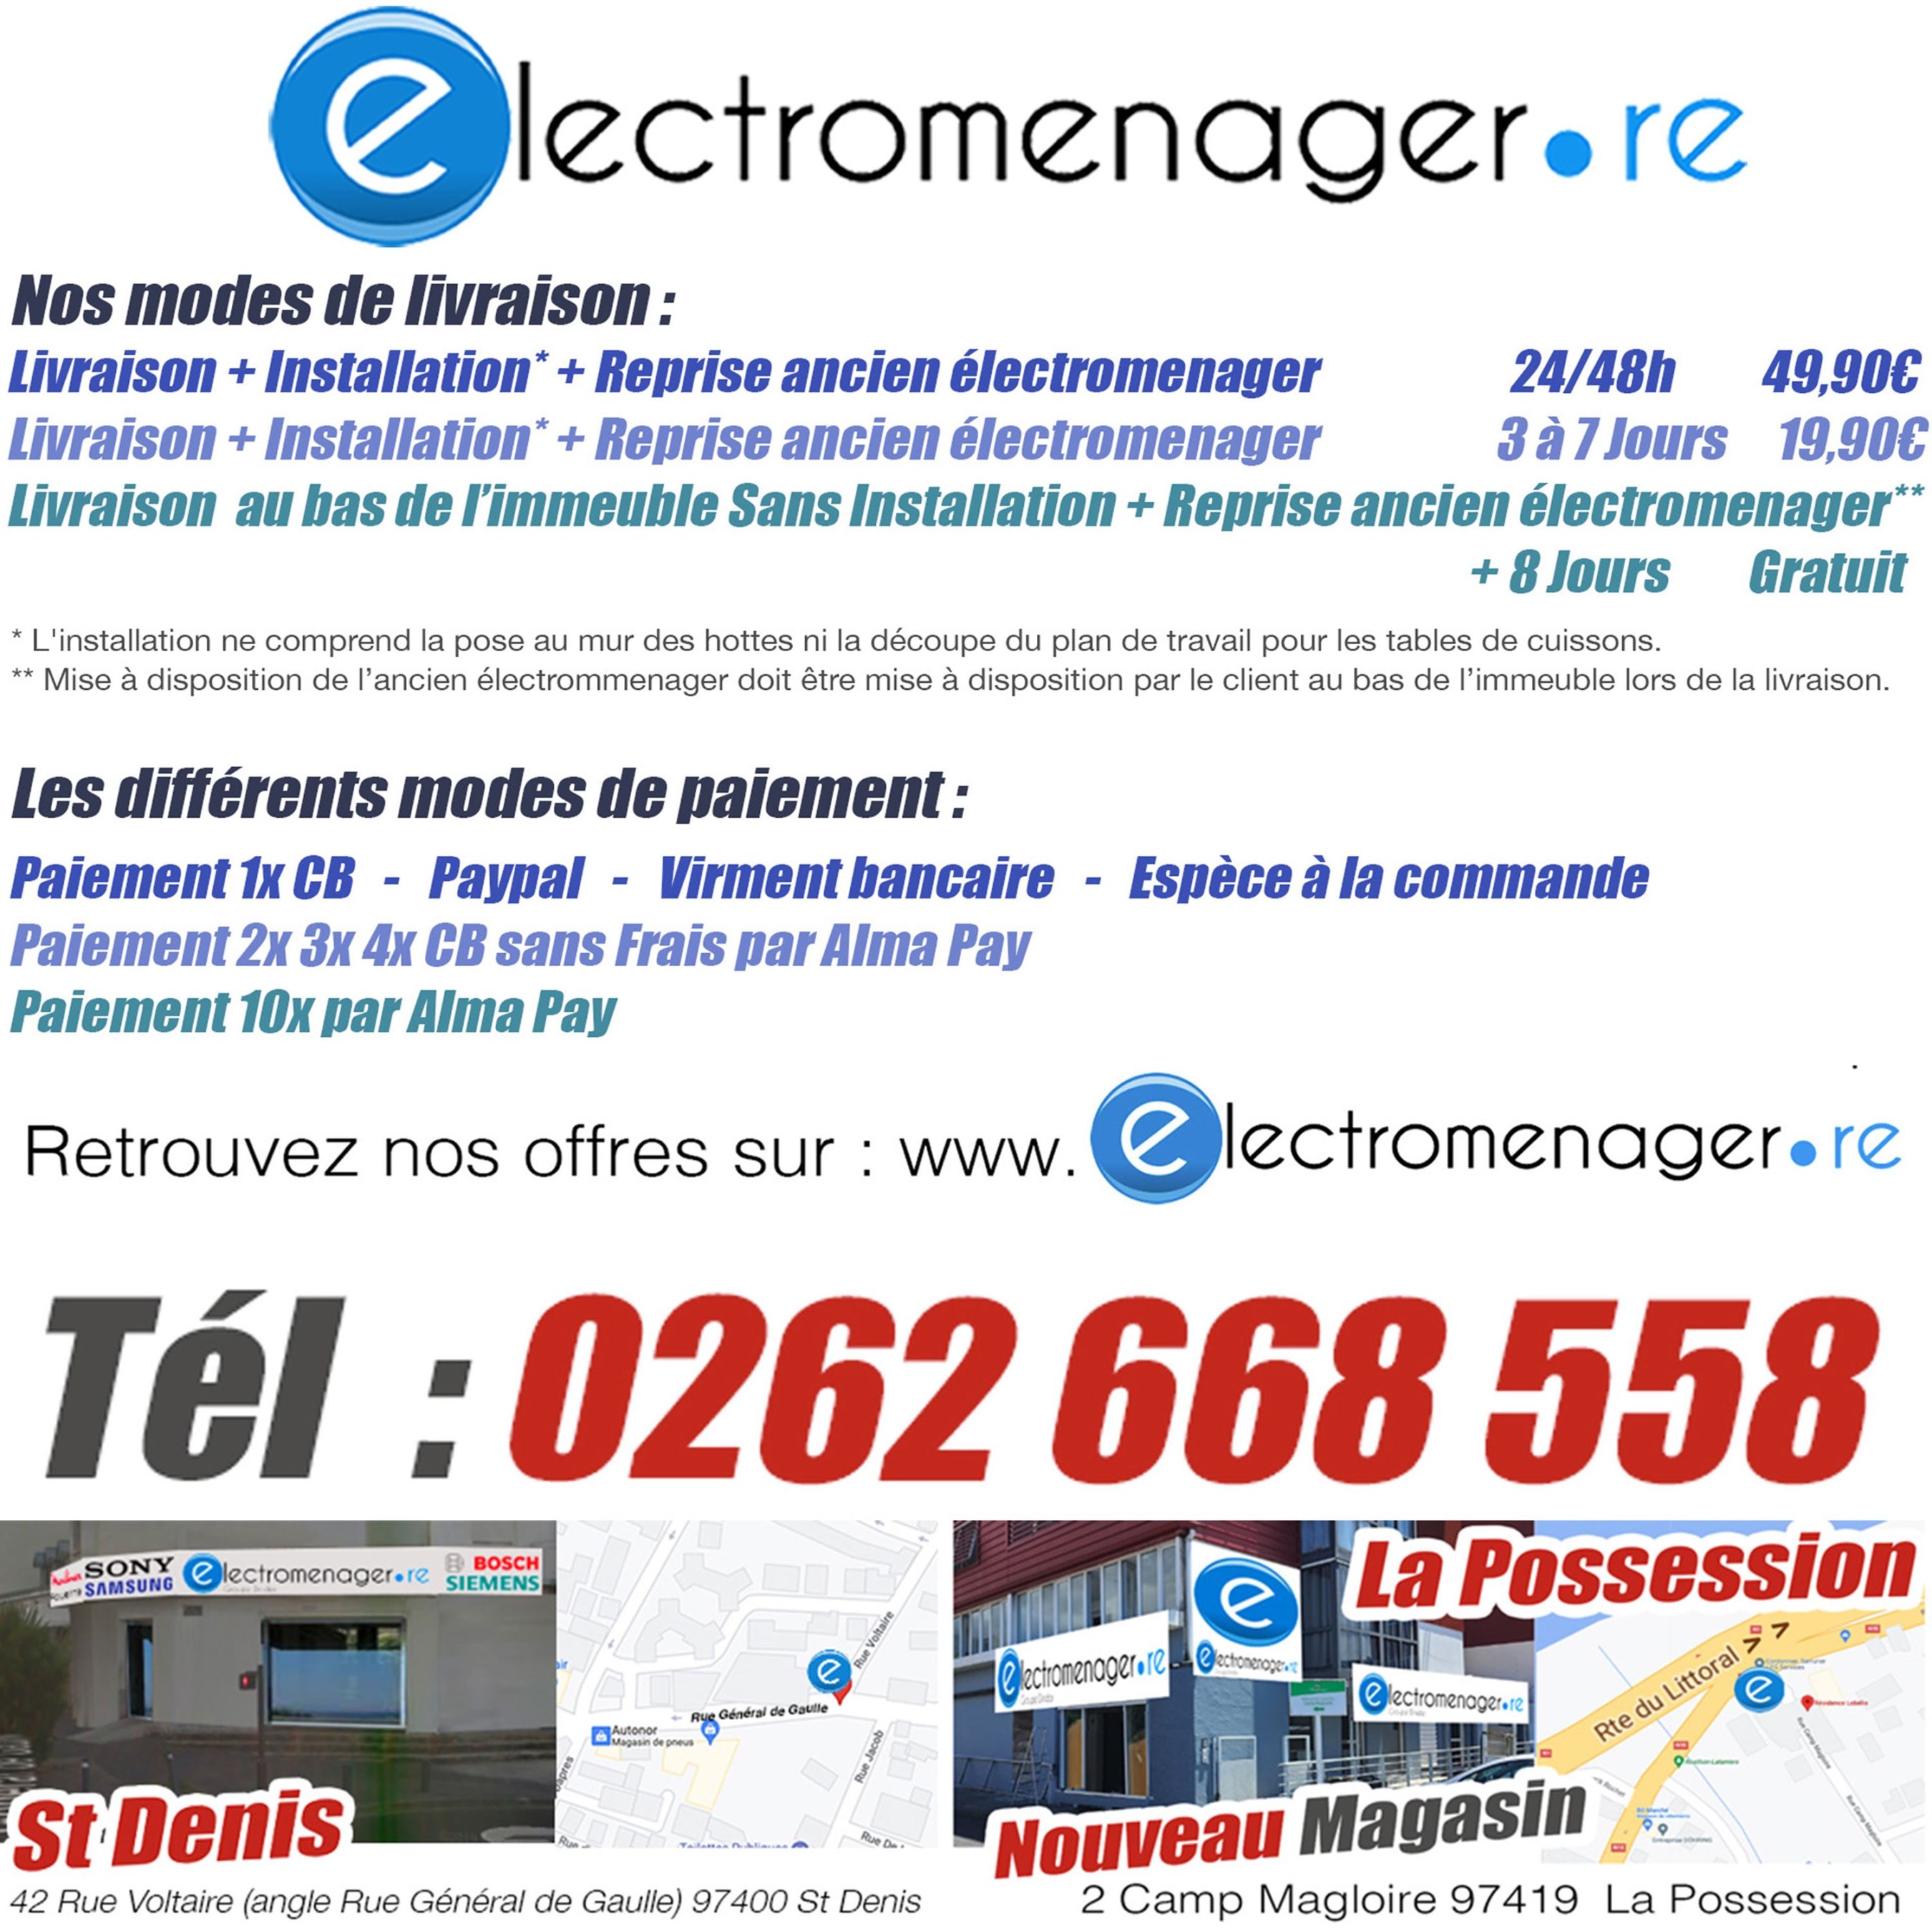 electromenager.re
Nos modes de livraison :
Livraison + Installation* + Reprise ancien électromenager 24/48h 49,90€
Livraison + Installation* + Reprise ancien électromenager 3 à 7 Jours 19,90€
Livraison au bas de l'immeuble Sans Installation + Reprise ancien électromenager**
+ 8 Jours Gratuit
* L'installation ne comprend la pose au mur des hottes ni la découpe du plan de travail pour les tables de cuissons.
** Mise à disposition de l'ancien électrommenager doit être mise à disposition par le client au bas de l'immeuble lors de la livraison.
Les différents modes de paiement :
Paiement 1x CB - Paypal - Virment bancaire - Espèce à la commande
Paiement 2x 3x 4x CB sans Frais par Alma Pay
Paiement 10x par Alma Pay
Retrouvez nos offres sur : www. electromenager.re
Tél : 0262 668 558
SONY
SAMSUNG
electromenager.re
BOSCH
SIEMENS
St Denis
Rue Voltaire
Rue Général de Gaulle
Autonor
Magasin de pneus
Rue Jacob
42 Rue Voltaire (angle Rue Général de Gaulle) 97400 St Denis
La Possession
electromenager.re
electromenager.re
electromenager.re
Rte du Littoral
Nouveau Magasin
2 Camp Magloire 97419 La Possession